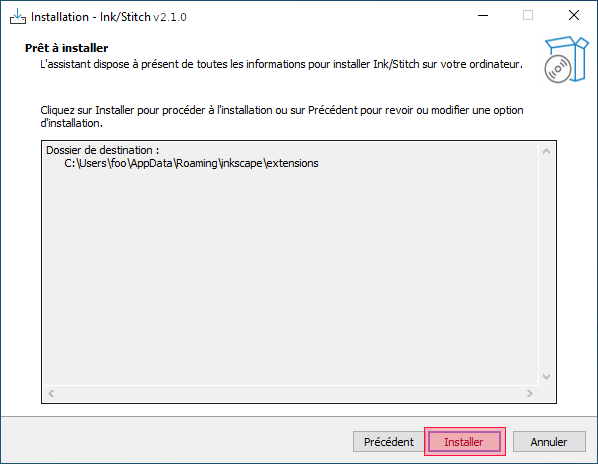 Installation - Ink/Stitch v2.1.0
Prêt à installer
L'assistant dispose à présent de toutes les informations pour installer Ink/Stitch sur votre ordinateur.
Cliquez sur Installer pour procéder à l'installation ou sur Précédent pour revoir ou modifier une option
d'installation.
Dossier de destination :
C:\Users\foo\AppData\Roaming\inkscape\extensions
Précédent Installer Annuler